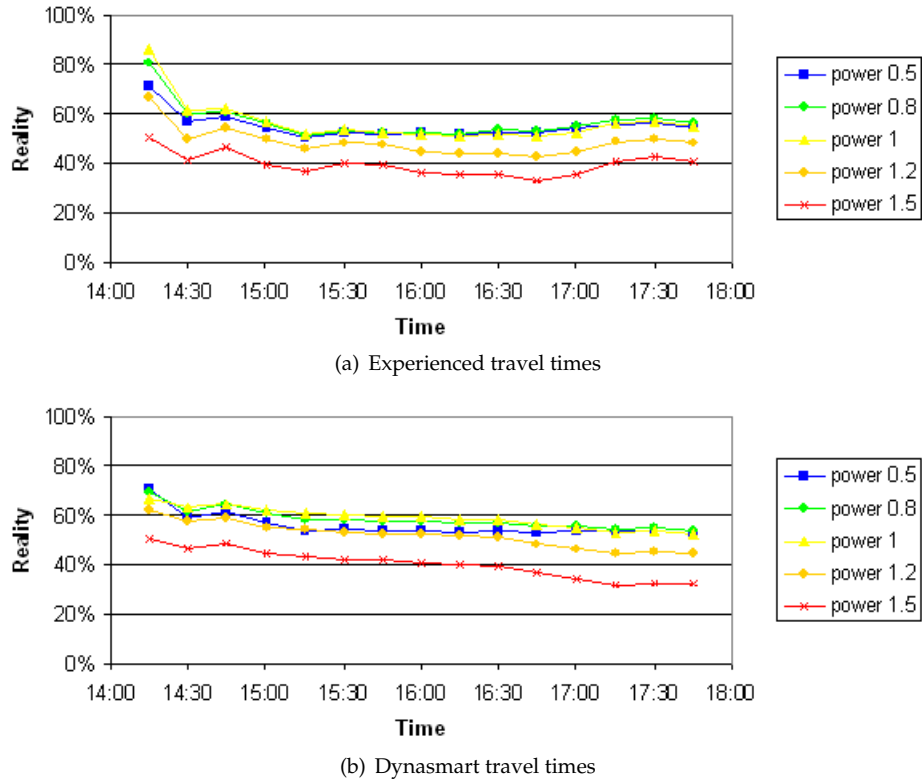 100%
80%
60%
40%
20%
0%
Reality
14:00 14:30 15:00 15:30 16:00 16:30 17:00 17:30 18:00
Time
power 0.5
power 0.8
power 1
power 1.2
power 1.5
(a) Experienced travel times
100%
80%
60%
40%
20%
0%
Reality
14:00 14:30 15:00 15:30 16:00 16:30 17:00 17:30 18:00
Time
power 0.5
power 0.8
power 1
power 1.2
power 1.5
(b) Dynasmart travel times